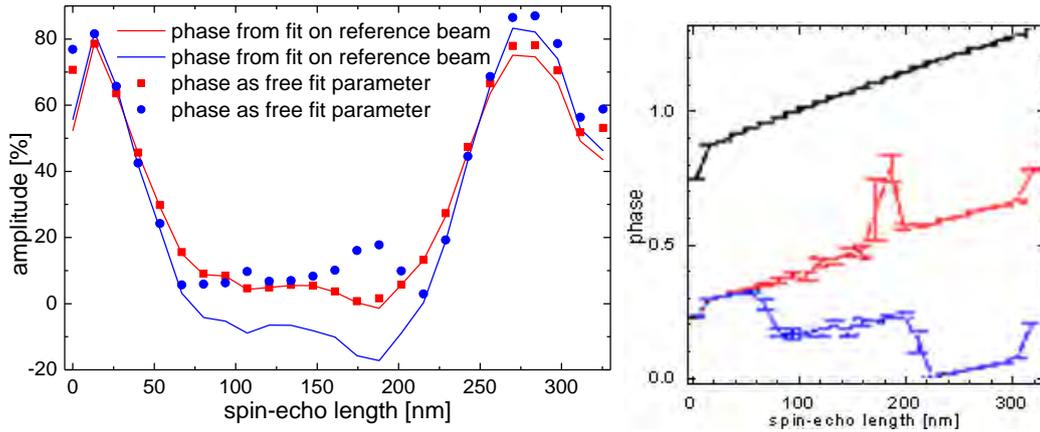 phase from fit on reference beam
phase from fit on reference beam
phase as free fit parameter
phase as free fit parameter
80
60
40
20
0
-20
amplitude [%]
0 50 100 150 200 250 300
spin-echo length [nm]
1.0
0.5
0.0
phase
0 100 200 300
spin-echo length [nm]